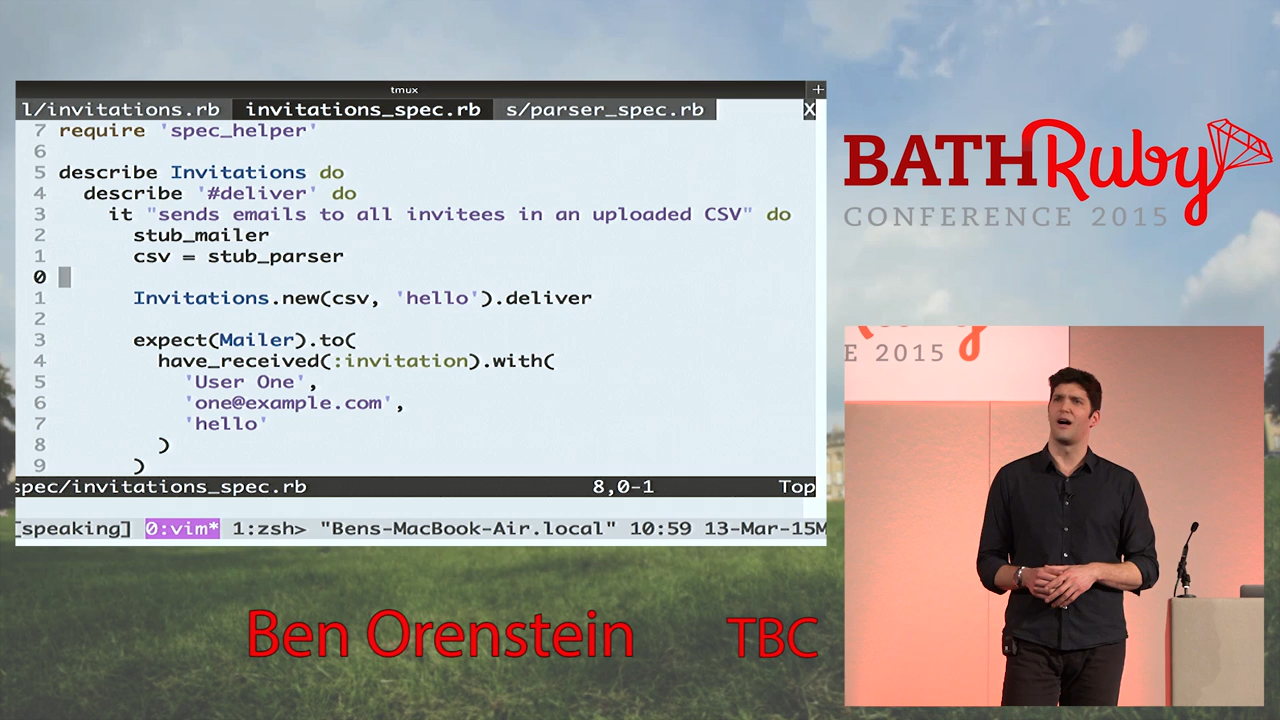 tmux
+
l/invitations.rb invitations_spec.rb s/parser_spec.rb X
7 require 'spec_helper'
6
5 describe Invitations do
4 describe '#deliver' do
3 it "sends emails to all invitees in an uploaded CSV" do
2 stub_mailer
1 csv = stub_parser
0
1 Invitations.new(csv, 'hello').deliver
2
3 expect(Mailer).to(
4 have_received(:invitation).with(
5 'User One',
6 'one@example.com',
7 'hello'
8 )
9 )
spec/invitations_spec.rb 8,0-1 Top
[speaking] 0:vim* 1:zsh> "Bens-MacBook-Air.local" 10:59 13-Mar-15M
BATHRuby
CONFERENCE 2015
E 2015
Ben Orenstein TBC